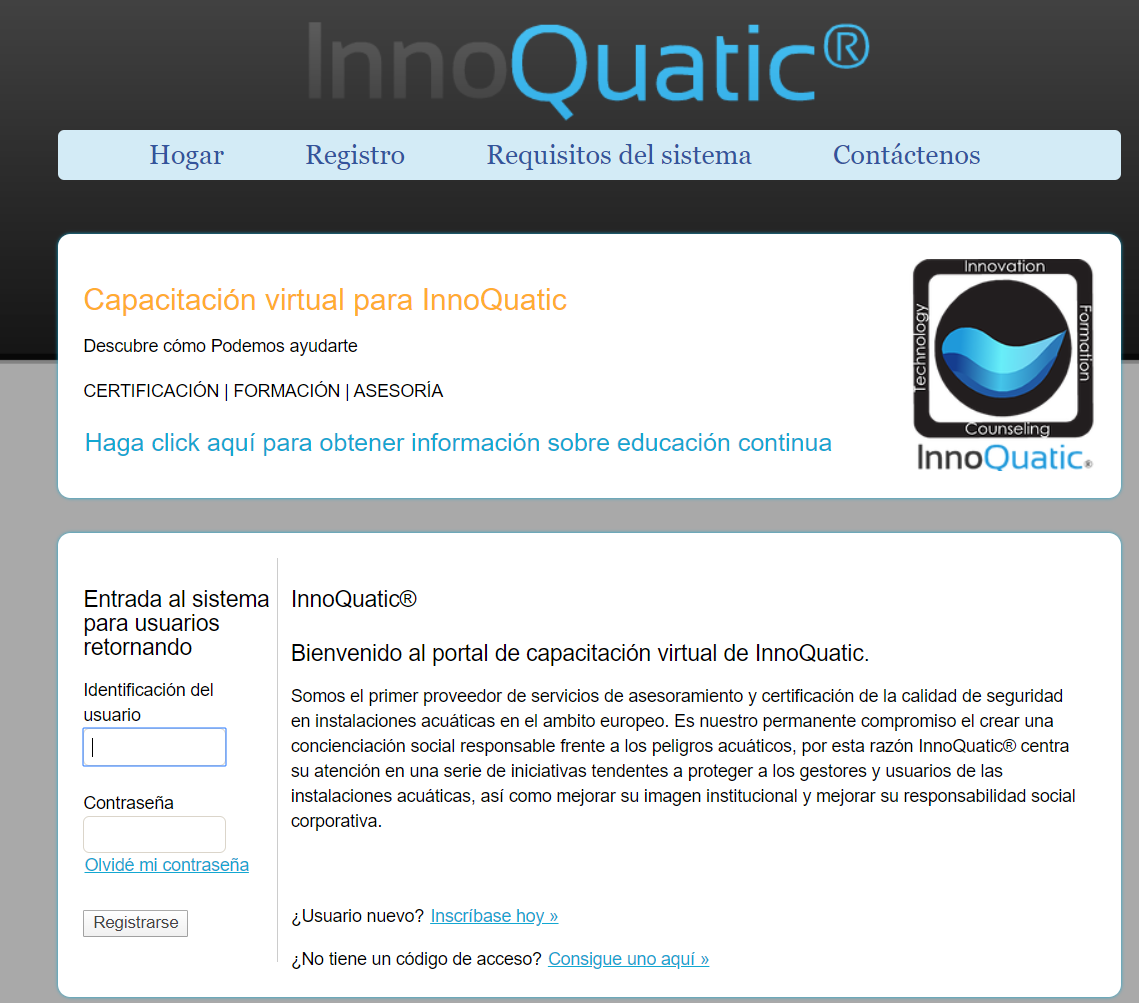 InnoQuatic®
Hogar Registro Requisitos del sistema Contáctenos
Capacitación virtual para InnoQuatic
Descubre cómo Podemos ayudarte
CERTIFICACIÓN | FORMACIÓN | ASESORÍA
Haga click aquí para obtener información sobre educación continua
Innovation
Technology
Formation
Counseling
InnoQuatic®
Entrada al sistema
para usuarios
retornando
Identificación del
usuario
Contraseña
Olvidé mi contraseña
Registrarse
InnoQuatic®
Bienvenido al portal de capacitación virtual de InnoQuatic.
Somos el primer proveedor de servicios de asesoramiento y certificación de la calidad de seguridad
en instalaciones acuáticas en el ambito europeo. Es nuestro permanente compromiso el crear una
concienciación social responsable frente a los peligros acuáticos, por esta razón InnoQuatic® centra
su atención en una serie de iniciativas tendentes a proteger a los gestores y usuarios de las
instalaciones acuáticas, así como mejorar su imagen institucional y mejorar su responsabilidad social
corporativa.
¿Usuario nuevo? Inscríbase hoy »
¿No tiene un código de acceso? Consigue uno aquí »